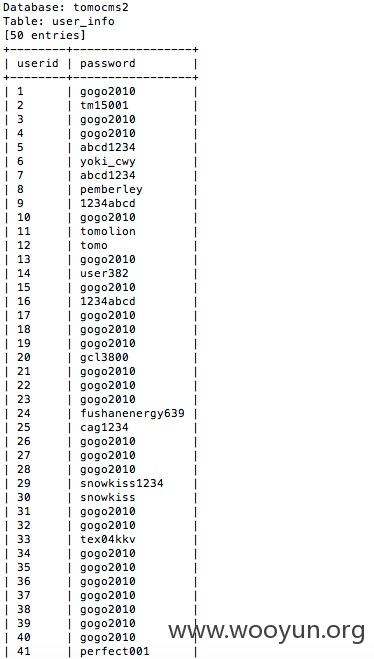 Database: tomocms2
Table: user_info
[50 entries]
+--------+------------------+
| userid | password |
+--------+------------------+
| 1 | gogo2010 |
| 2 | tm15001 |
| 3 | gogo2010 |
| 4 | gogo2010 |
| 5 | abcd1234 |
| 6 | yoki_cwy |
| 7 | abcd1234 |
| 8 | pemberley |
| 9 | 1234abcd |
| 10 | gogo2010 |
| 11 | tomolion |
| 12 | tomo |
| 13 | gogo2010 |
| 14 | user382 |
| 15 | gogo2010 |
| 16 | 1234abcd |
| 17 | gogo2010 |
| 18 | gogo2010 |
| 19 | gogo2010 |
| 20 | gcl3800 |
| 21 | gogo2010 |
| 22 | gogo2010 |
| 23 | gogo2010 |
| 24 | fushanenergy639 |
| 25 | cag1234 |
| 26 | gogo2010 |
| 27 | gogo2010 |
| 28 | gogo2010 |
| 29 | snowkiss1234 |
| 30 | snowkiss |
| 31 | gogo2010 |
| 32 | gogo2010 |
| 33 | tex04kkv |
| 34 | gogo2010 |
| 35 | gogo2010 |
| 36 | gogo2010 |
| 37 | gogo2010 |
| 38 | gogo2010 |
| 39 | gogo2010 |
| 40 | gogo2010 |
| 41 | perfect001 |
www.wooyun.org